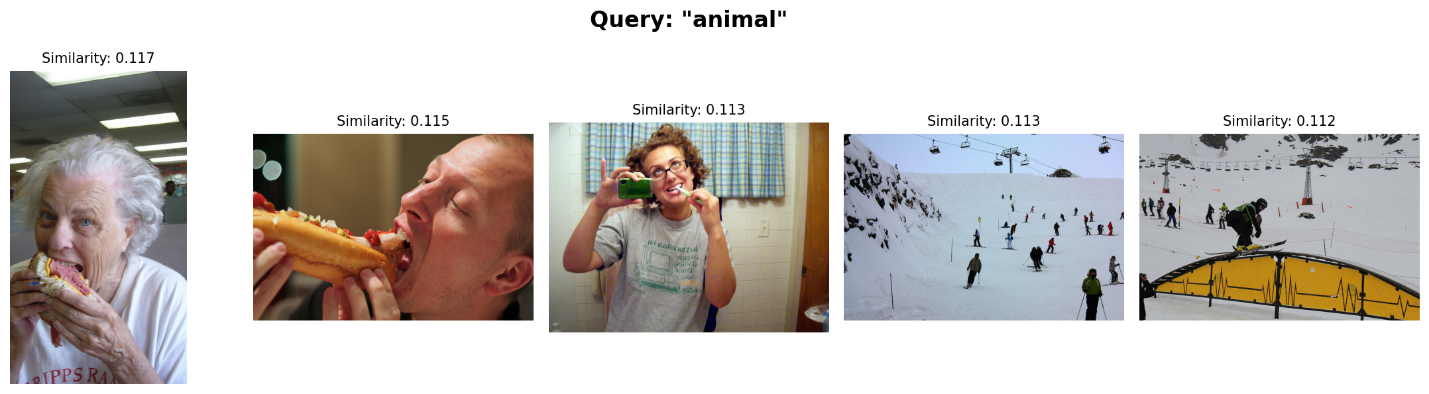 Query: "animal"
Similarity: 0.117
Similarity: 0.115
Similarity: 0.113
Similarity: 0.113
Similarity: 0.112